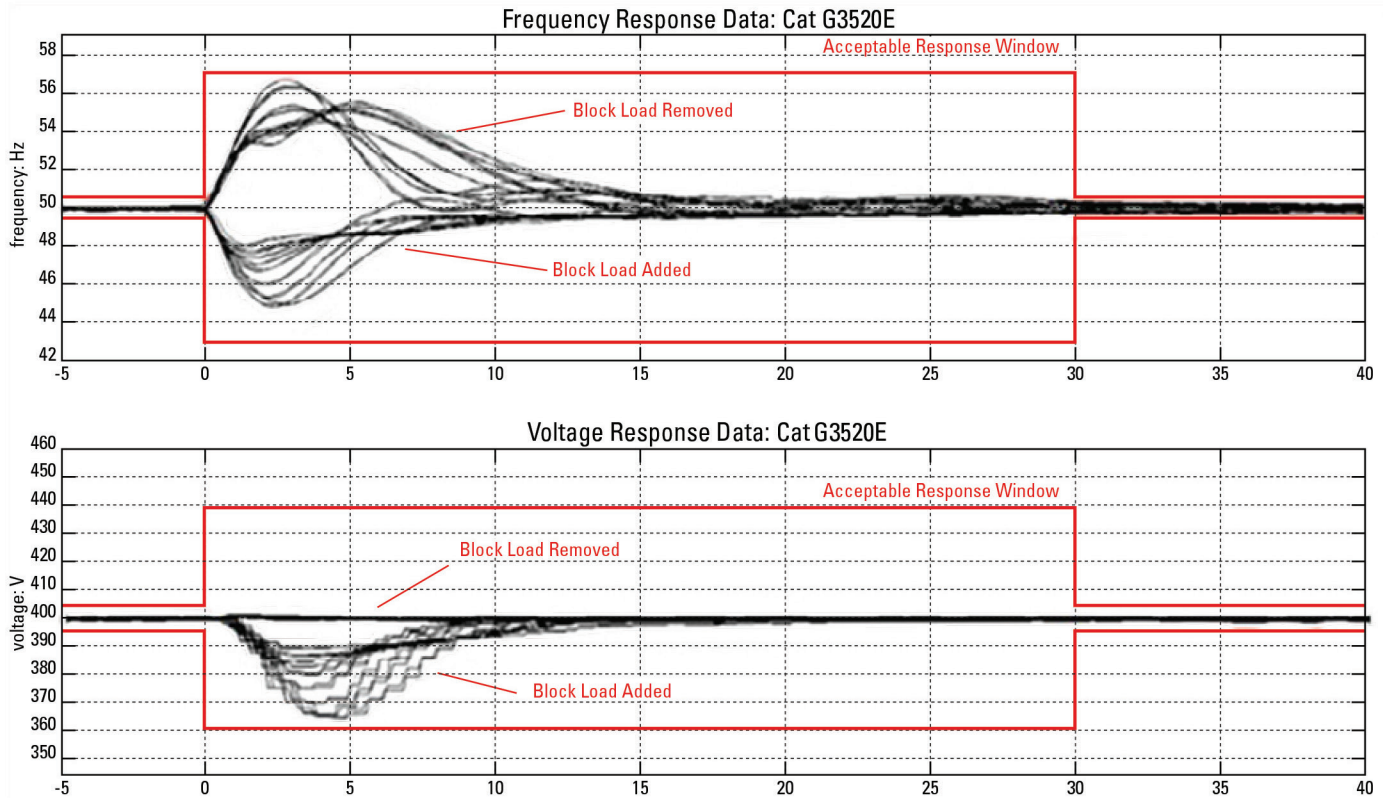 Frequency Response Data: Cat G3520E
Acceptable Response Window
Block Load Removed
Block Load Added
frequency: Hz
58
56
54
52
50
48
46
44
42
-5 0 5 10 15 20 25 30 35 40
Voltage Response Data: Cat G3520E
Acceptable Response Window
Block Load Removed
Block Load Added
voltage: V
460
450
440
430
420
410
400
390
380
370
360
350
-5 0 5 10 15 20 25 30 35 40